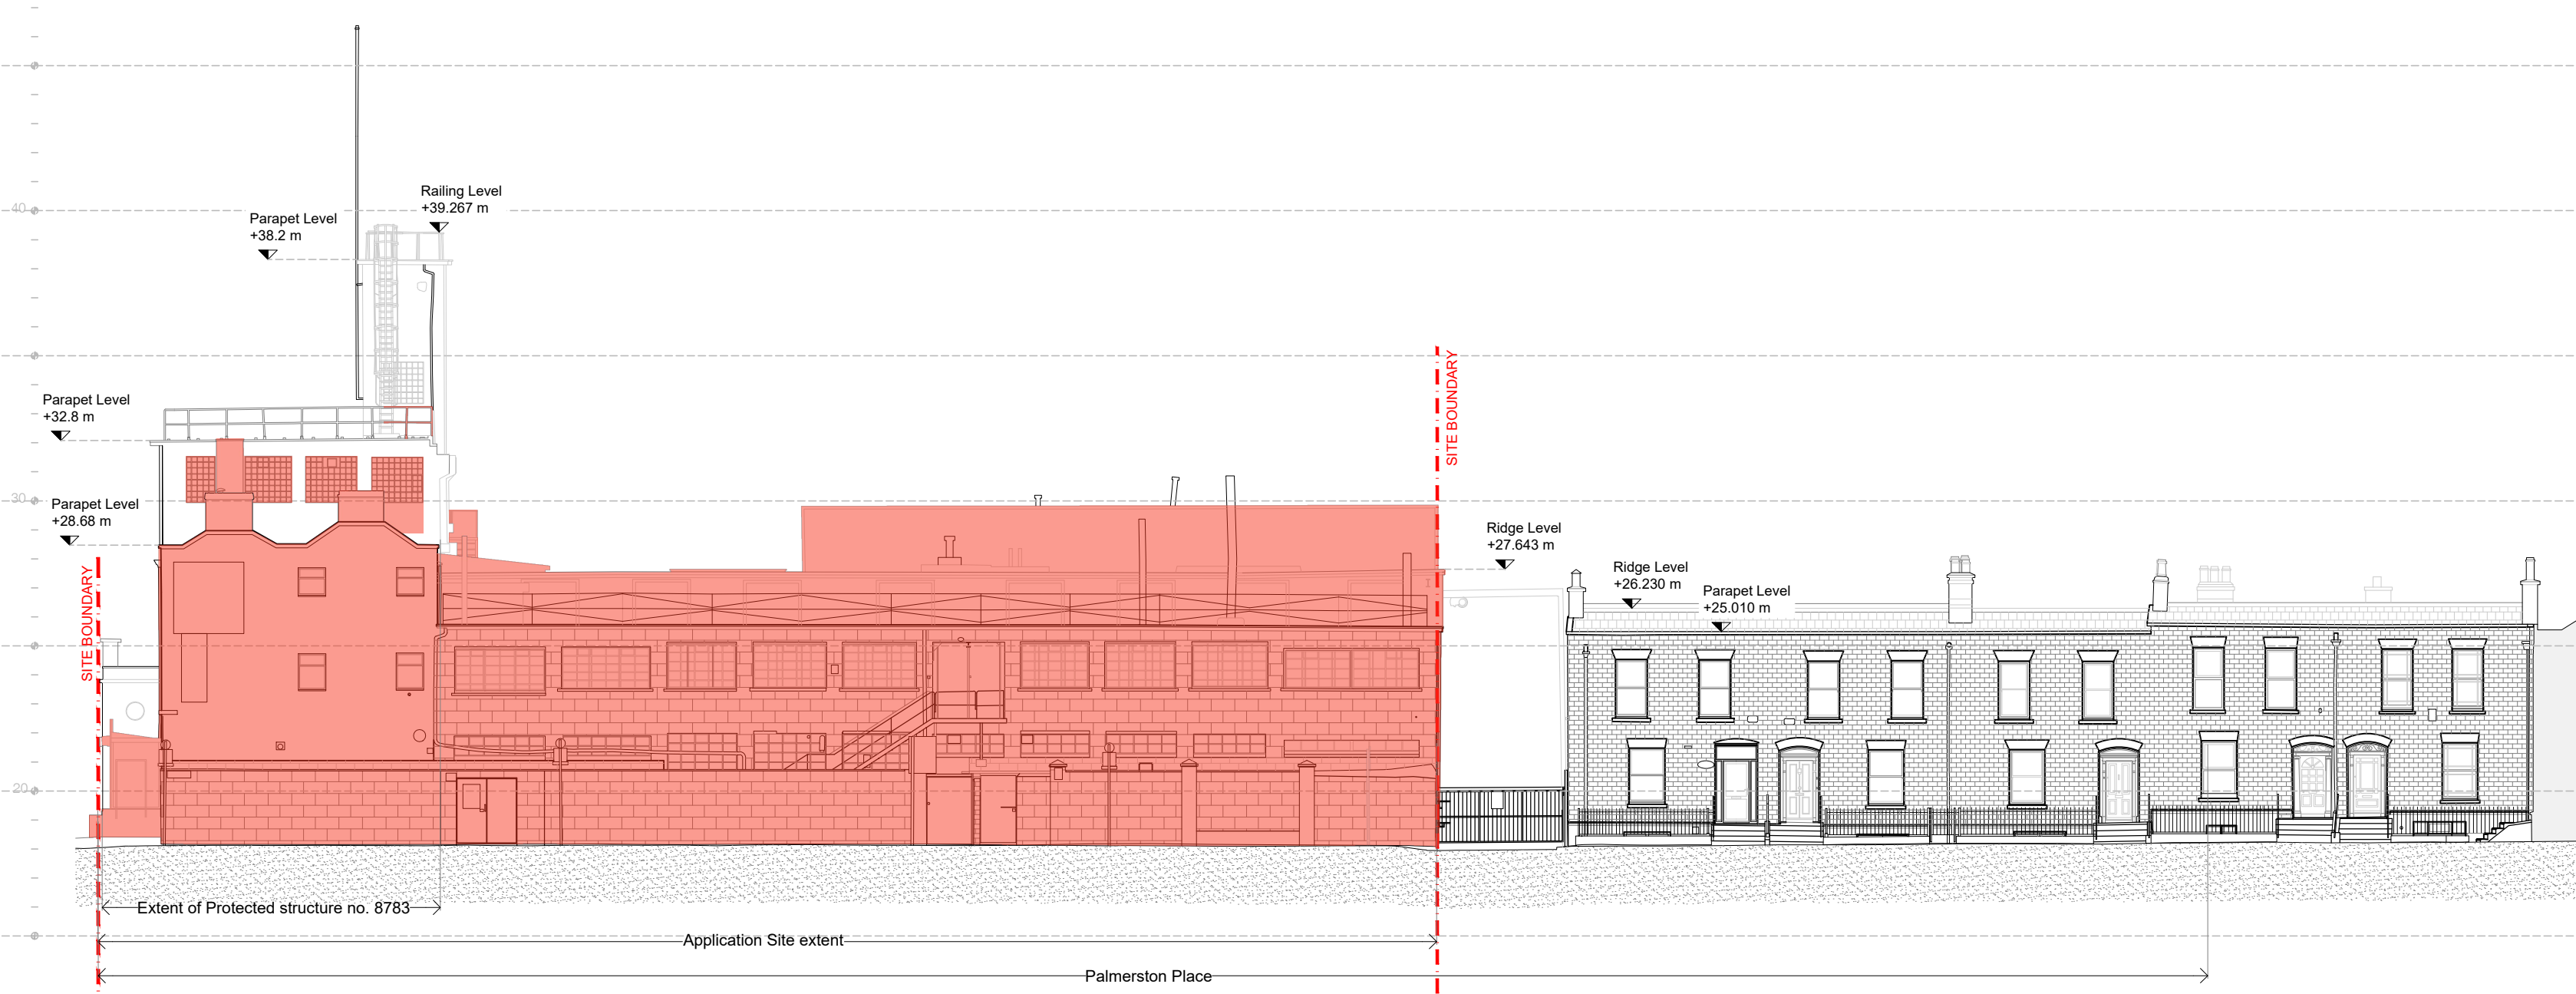 Railing Level
+39.267 m
40
Parapet Level
+38.2 m
SITE BOUNDARY
Parapet Level
+32.8 m
30
Parapet Level
+28.68 m
Ridge Level
+27.643 m
Ridge Level
+26.230 m
Parapet Level
+25.010 m
SITE BOUNDARY
20
Extent of Protected structure no. 8783
Application Site extent
Palmerston Place